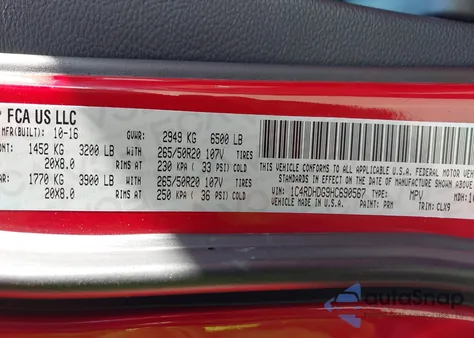 FCA US LLC
MFR(BUILT): 10-16 GVWR: 2949 KG 6500 LB
ONT: 1452 KG 3200 LB WITH 265/50R20 107V TIRES
20X8.0 RIMS AT 230 KPA ( 33 PSI) COLD
AR: 1770 KG 3900 LB WITH 265/50R20 107V TIRES
20X8.0 RIMS AT 250 KPA ( 36 PSI) COLD
THIS VEHICLE CONFORMS TO ALL APPLICABLE U.S.A. FEDERAL MOTOR VEHI
STANDARDS IN EFFECT ON THE DATE OF MANUFACTURE SHOWN ABOVE
VIN: 1C4RDHDG9HC690567 TYPE: MPV MDH:
VEHICLE MADE IN U.S.A. PAINT: PRM TRIM: CLX9
autoSnap